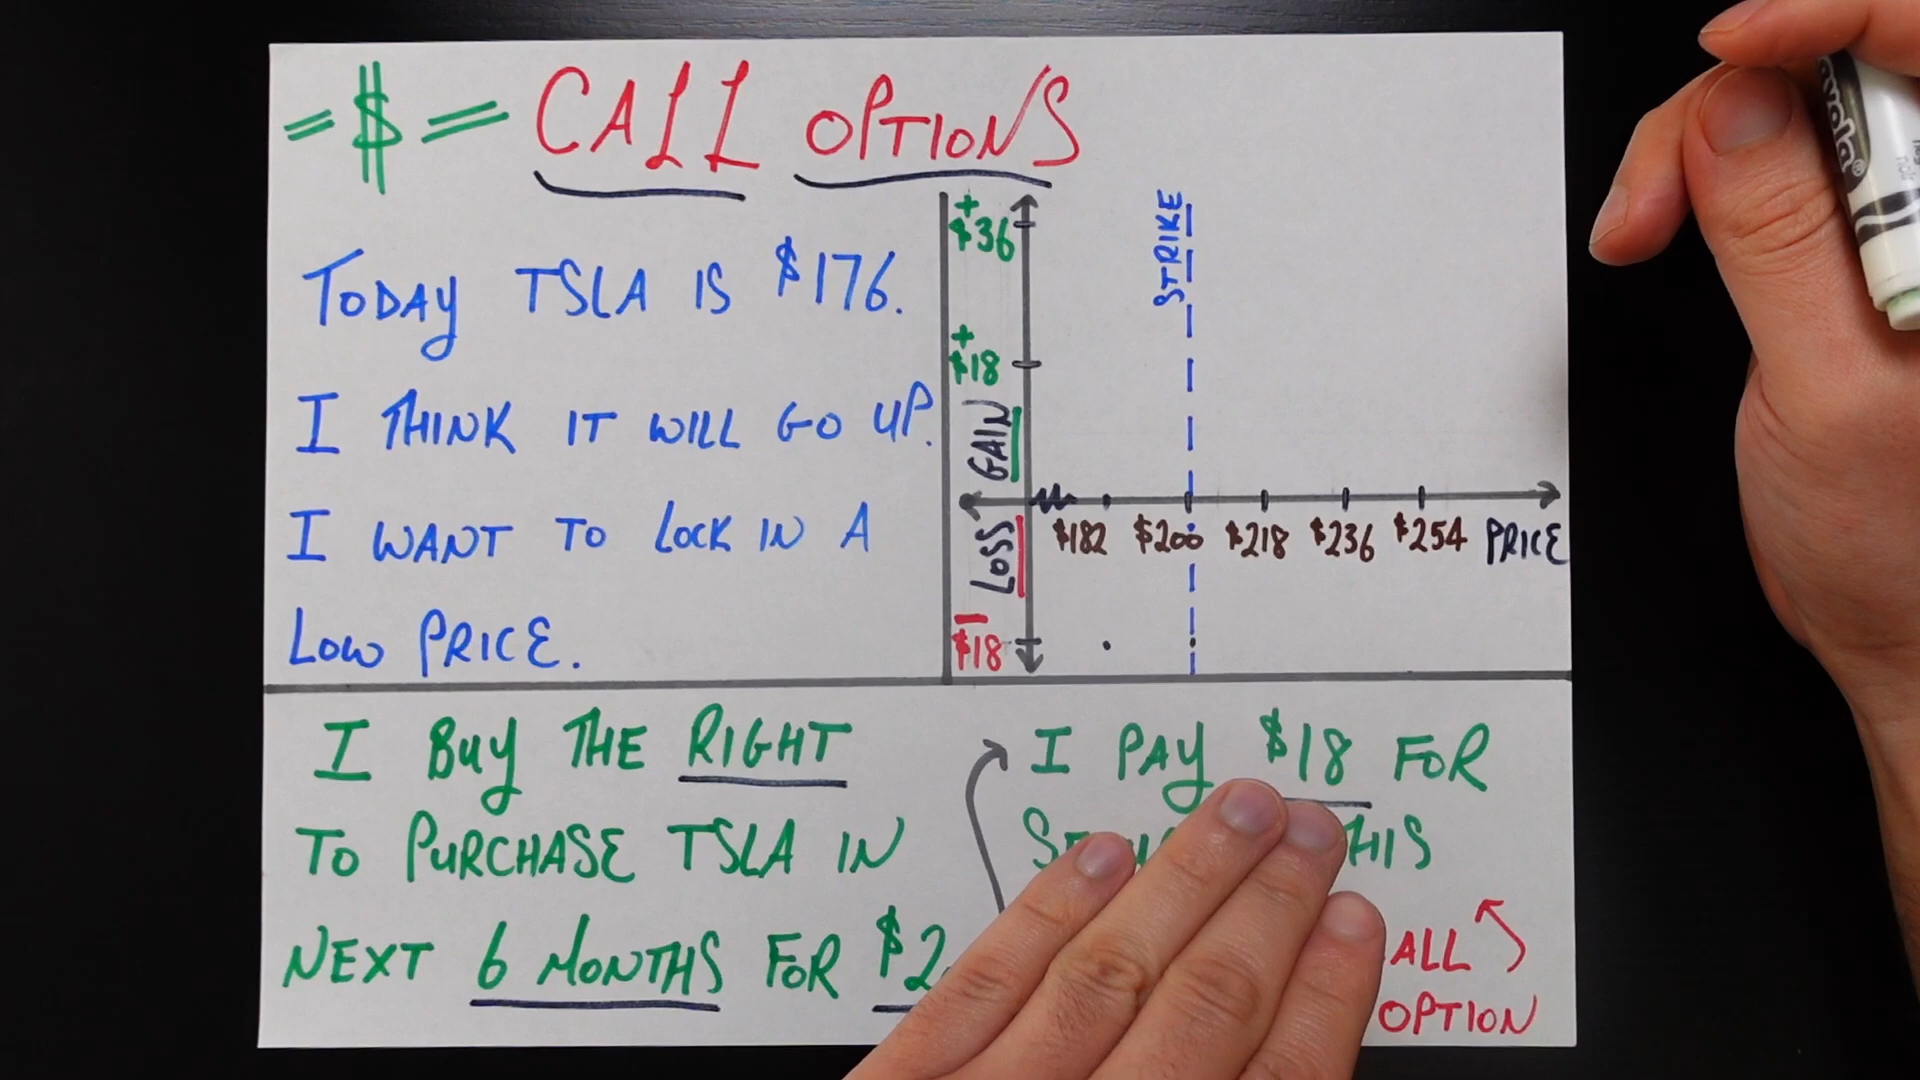 =$= CALL OPTIONS
TODAY TSLA IS $176.
I THINK IT WILL GO UP.
I WANT TO LOCK IN A
LOW PRICE.
+
$36
+
$18
GAIN
LOSS
-
$18
STRIKE
$182 $200 $218 $236 $254 PRICE
I BUY THE RIGHT
TO PURCHASE TSLA IN
NEXT 6 MONTHS FOR
I PAY $18 FOR
THIS
OPTION